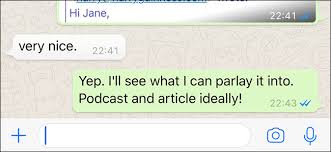 Hi Jane,
22:41
very nice. 22:41
Yep. I'll see what I can parlay it into.
Podcast and article ideally!
22:43